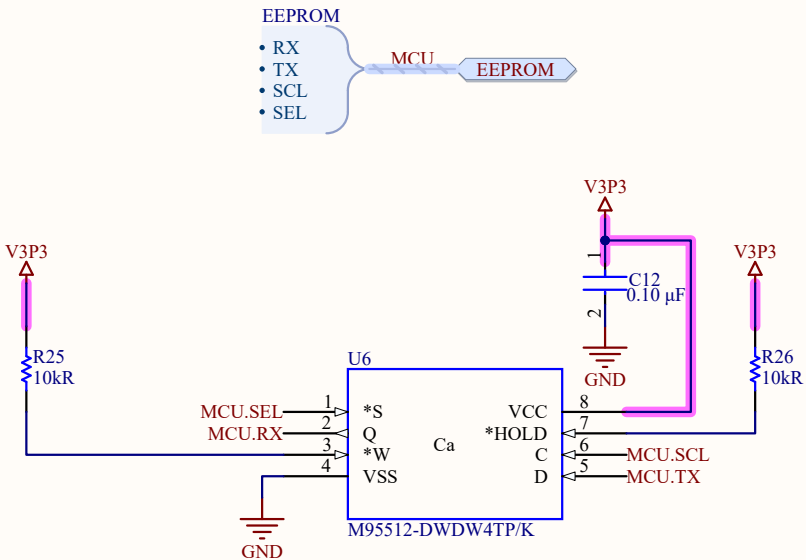 EEPROM
RX
TX
SCL
SEL
MCU
EEPROM
V3P3
V3P3
V3P3
1
C12
0.10 µF
2
GND
R25
10kR
R26
10kR
U6
MCU.SEL
1
*S
VCC
8
MCU.RX
2
Q
*HOLD
7
3
*W
Ca
C
6
MCU.SCL
4
VSS
D
5
MCU.TX
M95512-DWDW4TP/K
GND